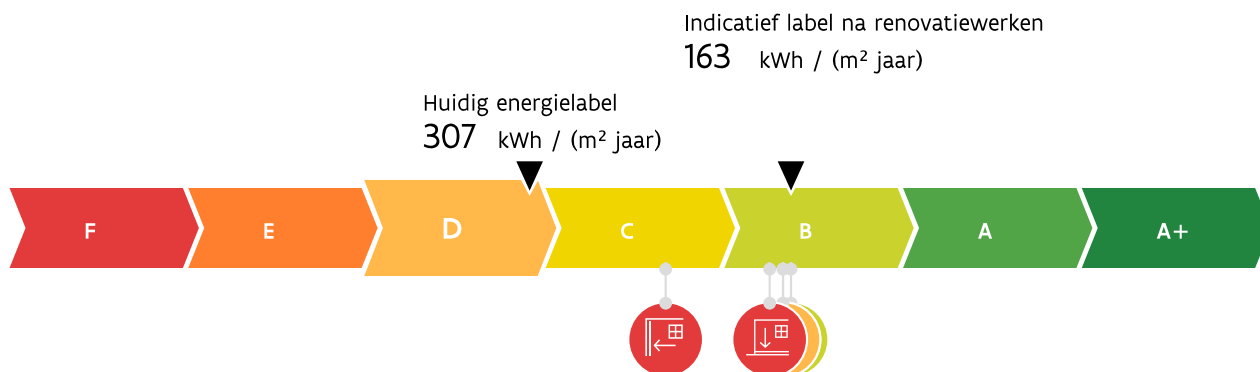 Indicatief label na renovatiewerken
163 kWh / (m² jaar)
Huidig energielabel
307 kWh / (m² jaar)
F E D C B A A+